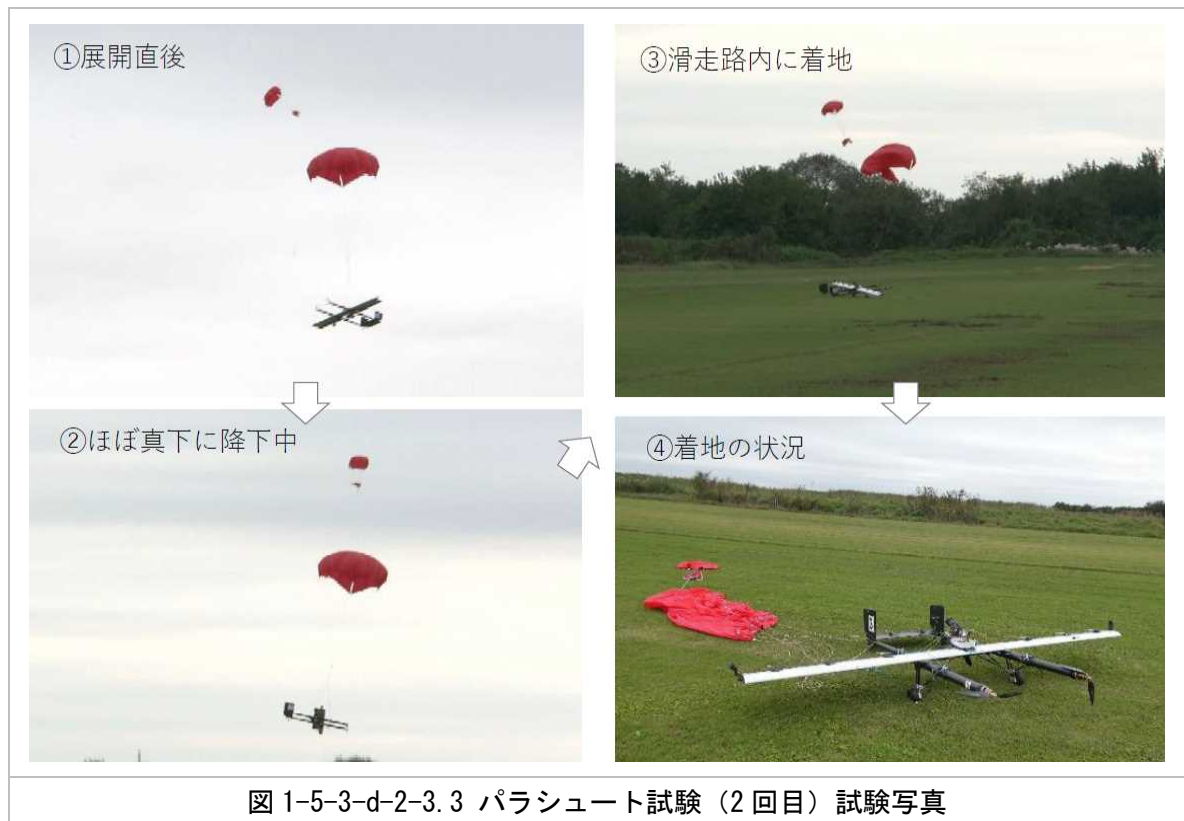 ①展開直後
②ほぼ真下に降下中
③滑走路内に着地
④着地の状況
図 1-5-3-d-2-3.3 パラシュート試験（2 回目）試験写真